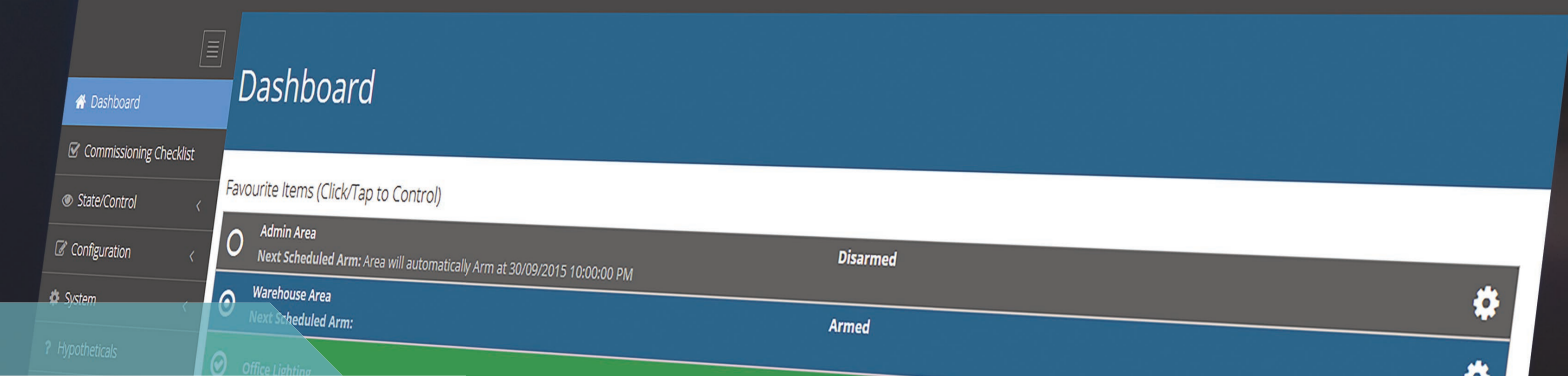 Dashboard
Dashboard
Commissioning Checklist
State/Control
Configuration
System
? Hypotheticals
Favourite Items (Click/Tap to Control)
Admin Area
Disarmed
Next Scheduled Arm: Area will automatically Arm at 30/09/2015 10:00:00 PM
Warehouse Area
Armed
Next Scheduled Arm:
Office Lighting